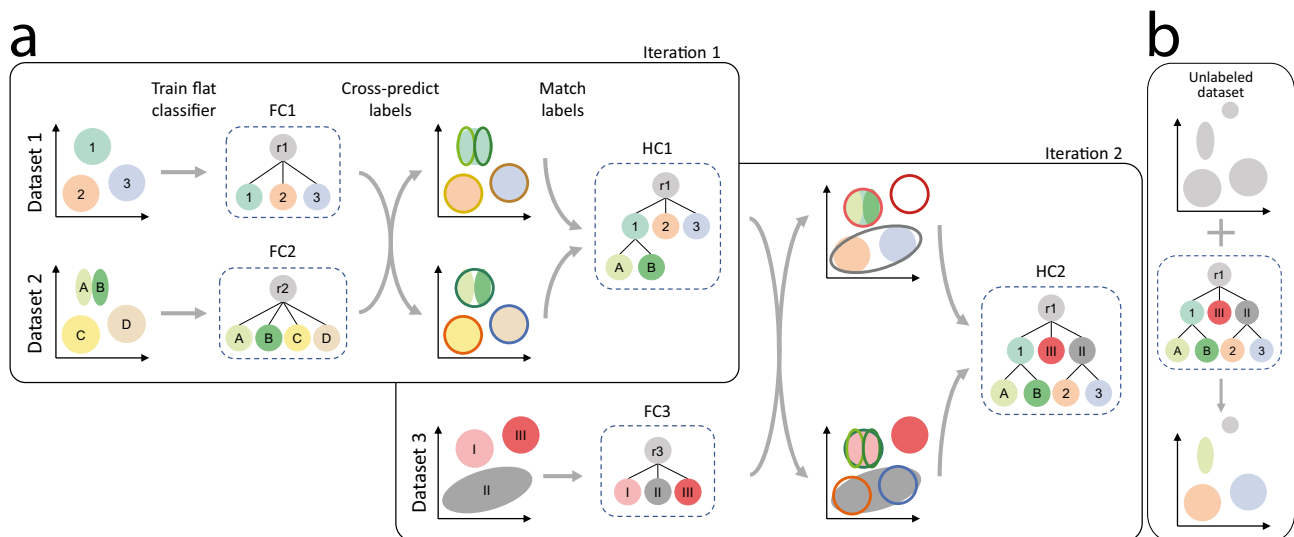 a
b
Iteration 1
Train flat
classifier
Cross-predict
labels
Match
labels
Dataset 1
1
2
3
FC1
r1
1 2 3
HC1
r1
1 2 3
A B
Dataset 2
A B
C
D
FC2
r2
A B C D
Iteration 2
Dataset 3
I
III
II
FC3
r3
I II III
HC2
r1
1 III II
A B 2 3
Unlabeled
dataset
r1
1 III II
A B 2 3